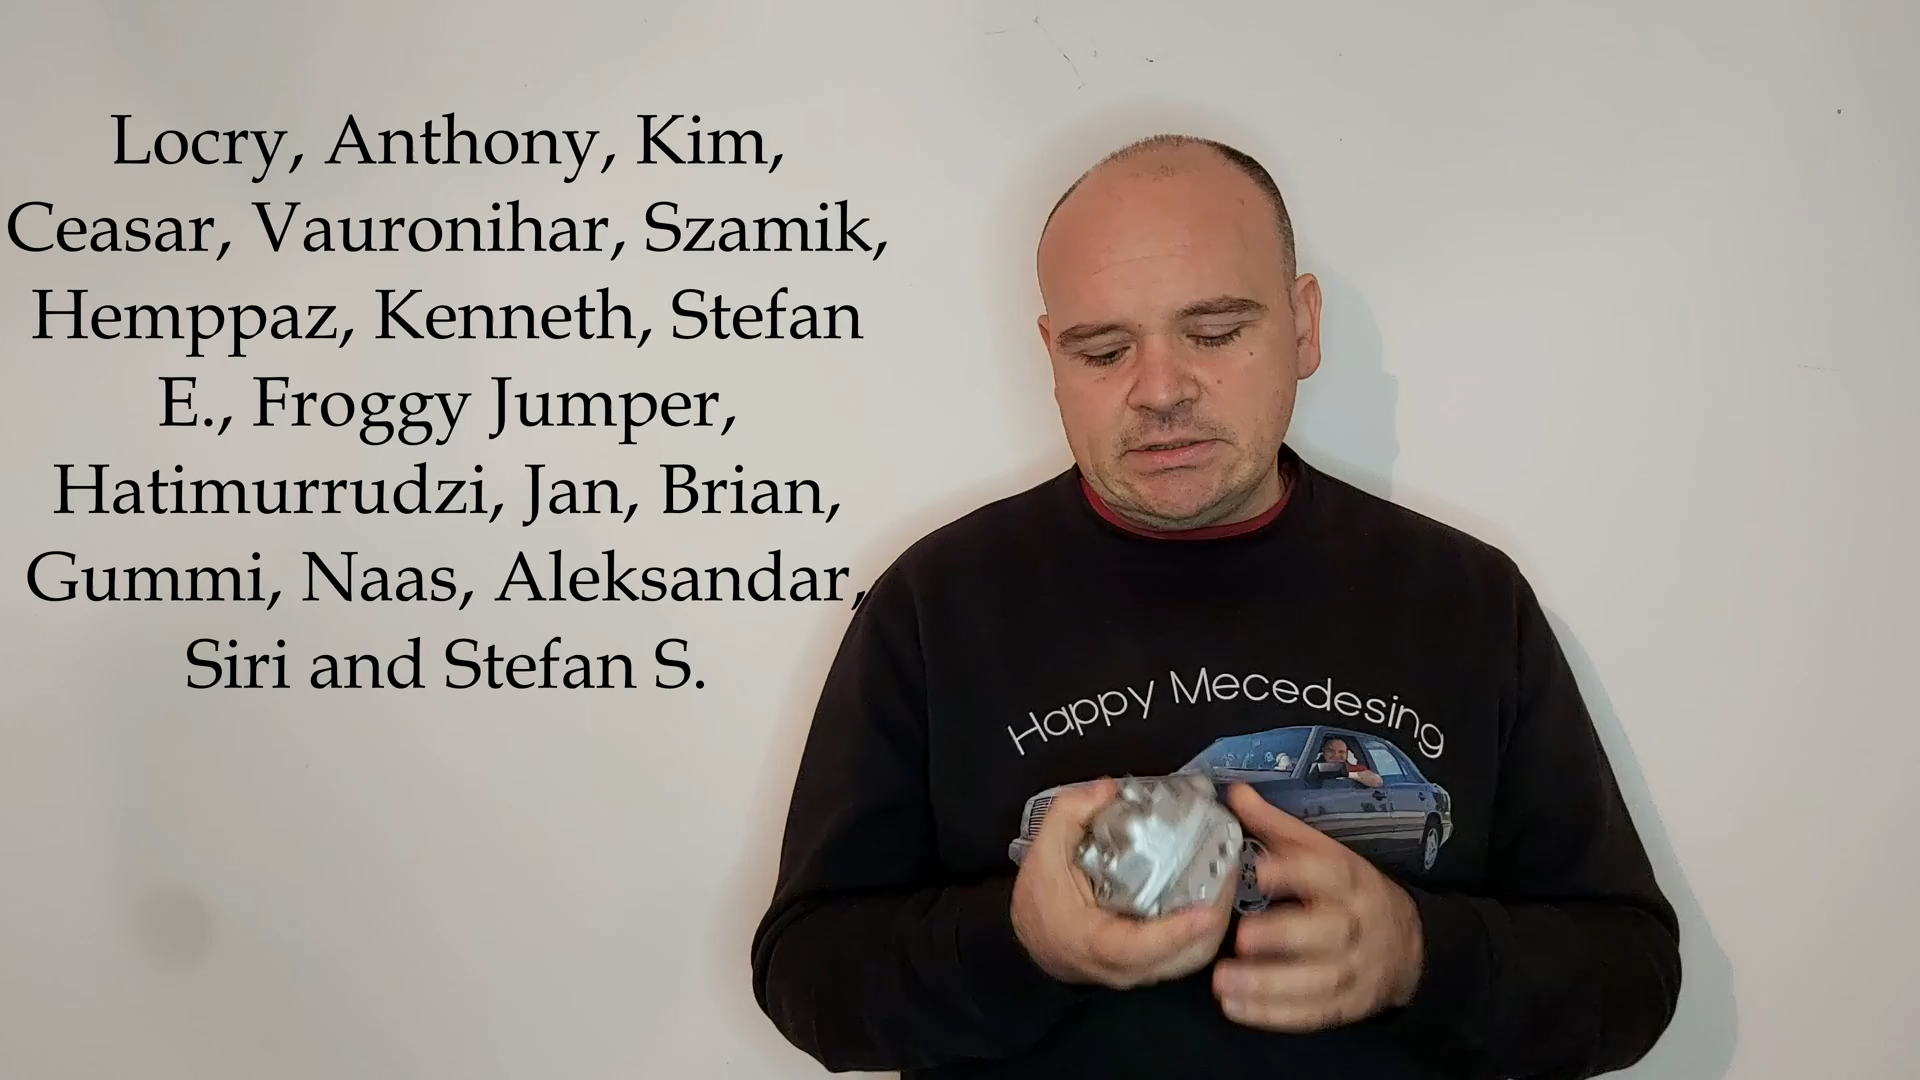 Locry, Anthony, Kim,
Ceasar, Vauronihar, Szamik,
Hemppaz, Kenneth, Stefan
E., Froggy Jumper,
Hatimurrudzi, Jan, Brian,
Gummi, Naas, Aleksandar,
Siri and Stefan S.
Happy Mecedesing